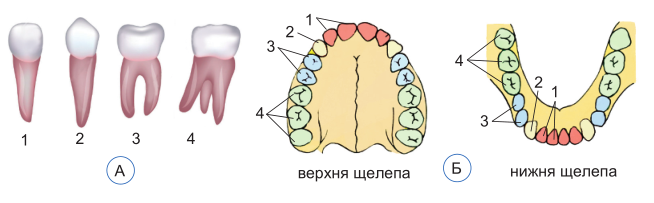 1 2 3 4
А
1
2
3
4
верхня щелепа
Б
4
2
1
3
нижня щелепа